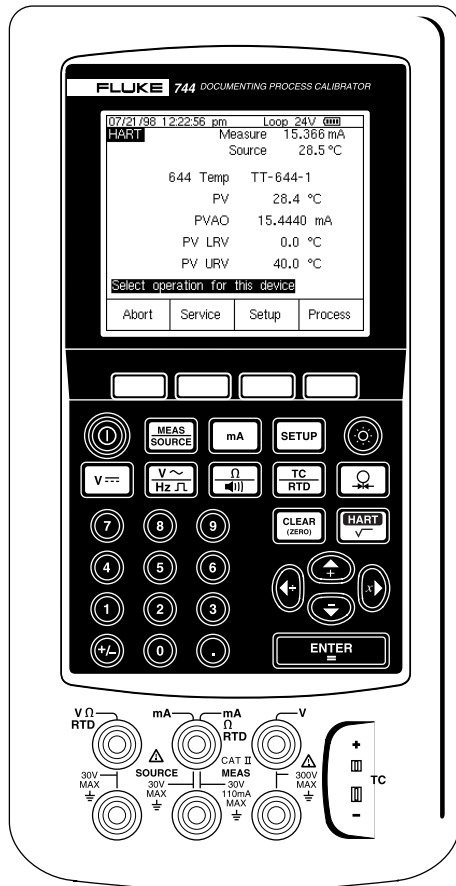 FLUKE 744 DOCUMENTING PROCESS CALIBRATOR
07/21/98 12:22:56 pm Loop 24V
HART Measure 15.366 mA
Source 28.5 °C
644 Temp TT-644-1
PV 28.4 °C
PVAO 15.4440 mA
PV LRV 0.0 °C
PV URV 40.0 °C
Select operation for this device
Abort Service Setup Process
MEAS
SOURCE
mA
SETUP
V
V
Hz
Ω
TC
RTD
7 8 9
CLEAR
(ZERO)
HART
√
4 5 6
+
÷
x
1 2 3
−
+/− 0 .
ENTER
=
V Ω
RTD
mA
mA
Ω
RTD
V
30V
MAX
SOURCE
30V
MAX
CAT II
MEAS
30V
110mA
MAX
300V
MAX
+
TC
−